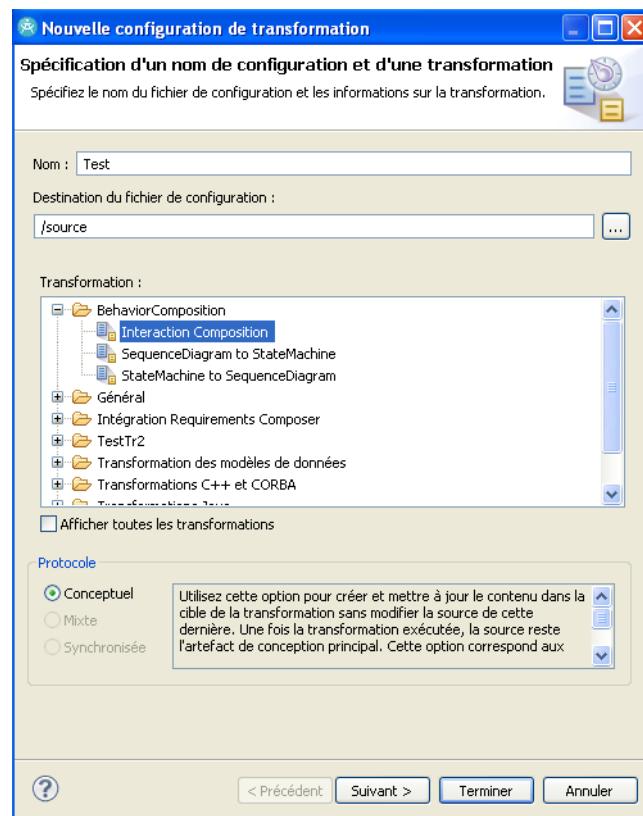 Nouvelle configuration de transformation
Spécification d'un nom de configuration et d'une transformation
Spécifiez le nom du fichier de configuration et les informations sur la transformation.
Nom : Test
Destination du fichier de configuration :
/source
...
Transformation :
BehaviorComposition
Interaction Composition
SequenceDiagram to StateMachine
StateMachine to SequenceDiagram
Général
Intégration Requirements Composer
TestTr2
Transformation des modèles de données
Transformations C++ et CORBA
Transformations Java
Afficher toutes les transformations
Protocole
Conceptuel
Mixte
Synchronisée
Utilisez cette option pour créer et mettre à jour le contenu dans la
cible de la transformation sans modifier la source de cette
dernière. Une fois la transformation exécutée, la source reste
l'artefact de conception principal. Cette option correspond aux
< Précédent Suivant > Terminer Annuler